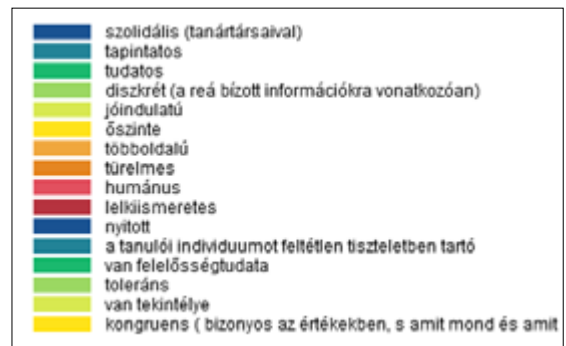 szolidális (tanártársaival)
tapintatos
tudatos
diszkrét (a reá bízott információkra vonatkozóan)
jóindulatú
őszinte
többoldalú
türelmes
humánus
lelkiismeretes
nyitott
a tanulói individuumot feltétlen tiszteletben tartó
van felelősségtudata
toleráns
van tekintélye
kongruens ( bizonyos az értékekben, s amit mond és amit